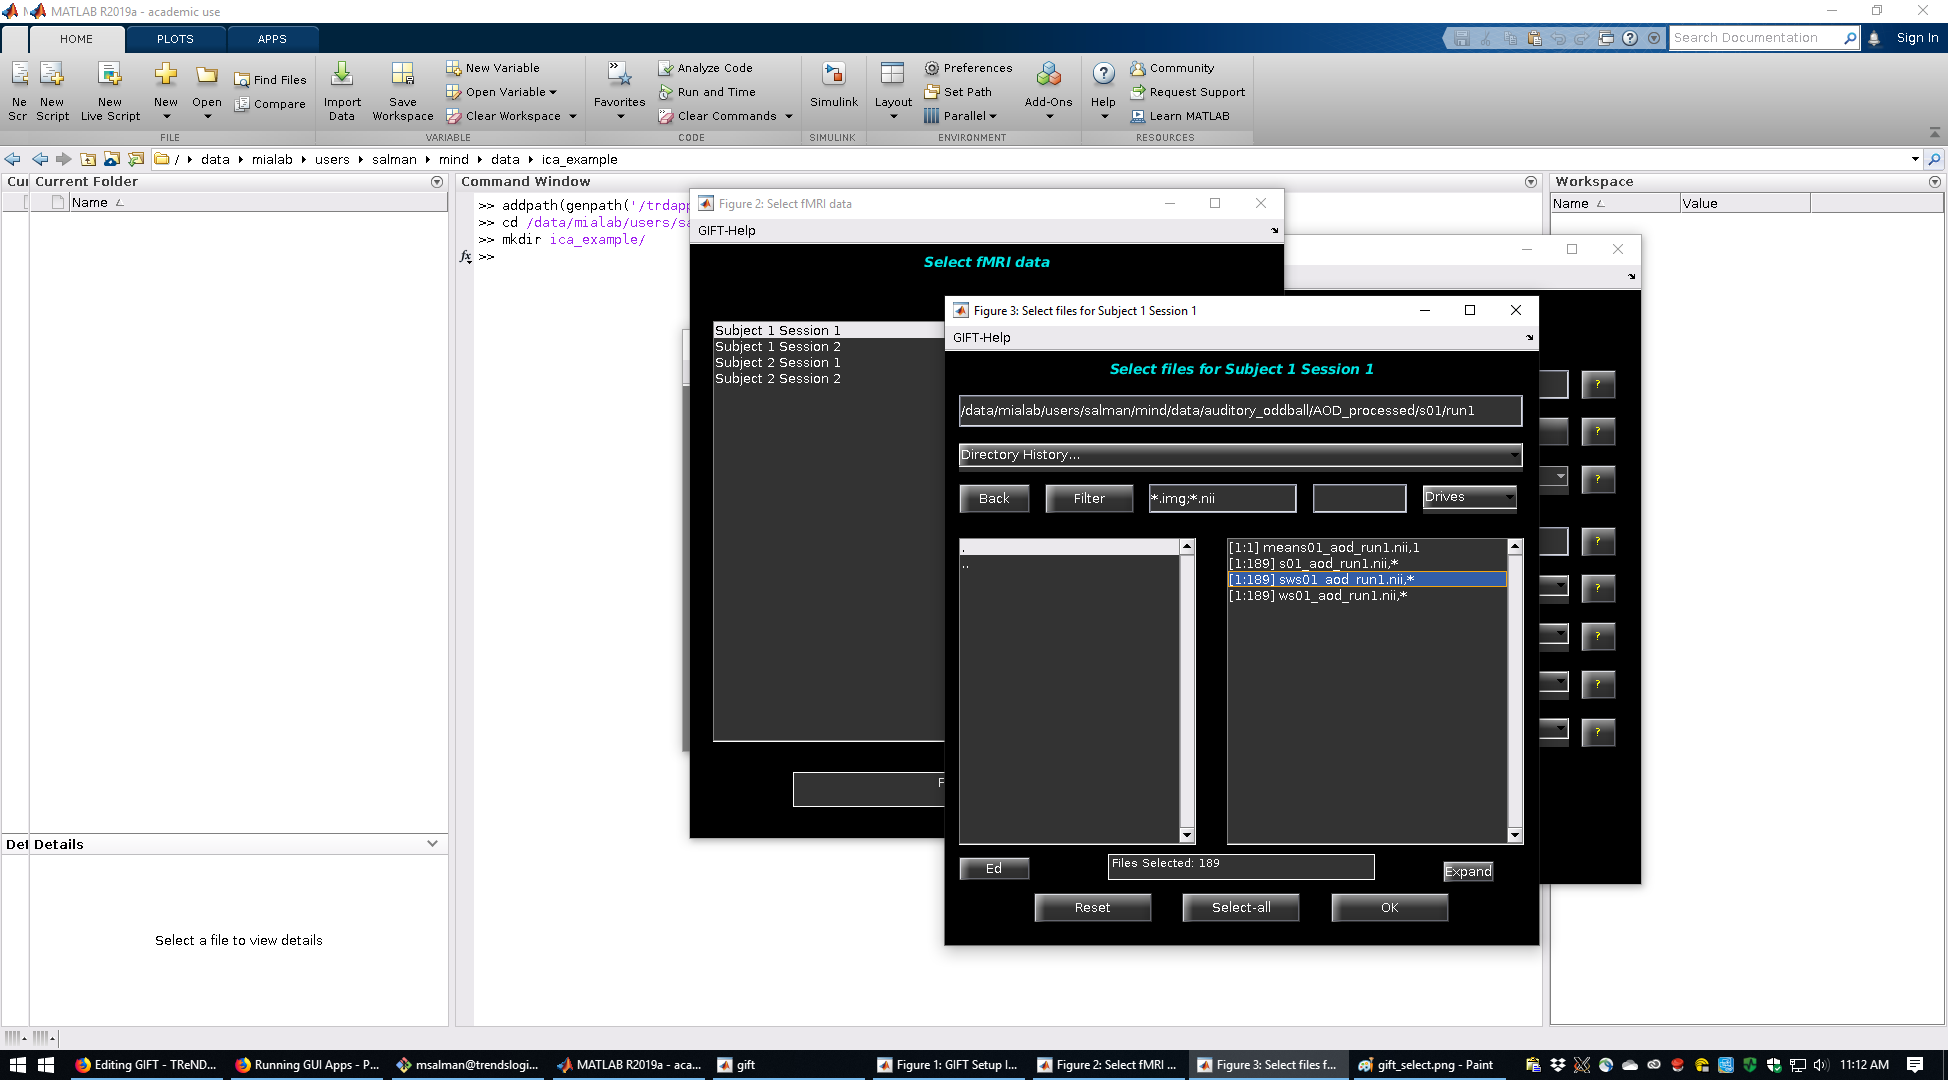 MATLAB R2019a - academic use
HOME PLOTS APPS
Search Documentation
Sign In
Ne Scr
New Script
New Live Script
New
Open
Find Files
Compare
Import Data
Save Workspace
New Variable
Open Variable
Clear Workspace
Favorites
Analyze Code
Run and Time
Clear Commands
Simulink
Layout
Preferences
Set Path
Parallel
Add-Ons
Help
Community
Request Support
Learn MATLAB
FILE VARIABLE CODE SIMULINK ENVIRONMENT RESOURCES
/ data mialab users salman mind data ica_example
Cur
Current Folder
Name
Command Window
>> addpath(genpath('/trdapp
>> cd /data/mialab/users/sa
>> mkdir ica_example/
fx >>
Workspace
Name Value
Figure 2: Select fMRI data
GIFT-Help
Select fMRI data
Subject 1 Session 1
Subject 1 Session 2
Subject 2 Session 1
Subject 2 Session 2
F
Figure 3: Select files for Subject 1 Session 1
GIFT-Help
Select files for Subject 1 Session 1
/data/mialab/users/salman/mind/data/auditory_oddball/AOD_processed/s01/run1
Directory History...
Back Filter *.img;*.nii Drives
.
..
[1:1] means01_aod_run1.nii,1
[1:189] s01_aod_run1.nii,*
[1:189] sws01_aod_run1.nii,*
[1:189] ws01_aod_run1.nii,*
Ed
Files Selected: 189
Expand
Reset Select-all OK
?
?
?
?
?
?
?
?
Det
Details
Select a file to view details
Editing GIFT - TReND...
Running GUI Apps - P...
msalman@trendslogi...
MATLAB R2019a - aca...
gift
Figure 1: GIFT Setup I...
Figure 2: Select fMRI ...
Figure 3: Select files f...
gift_select.png - Paint
11:12 AM